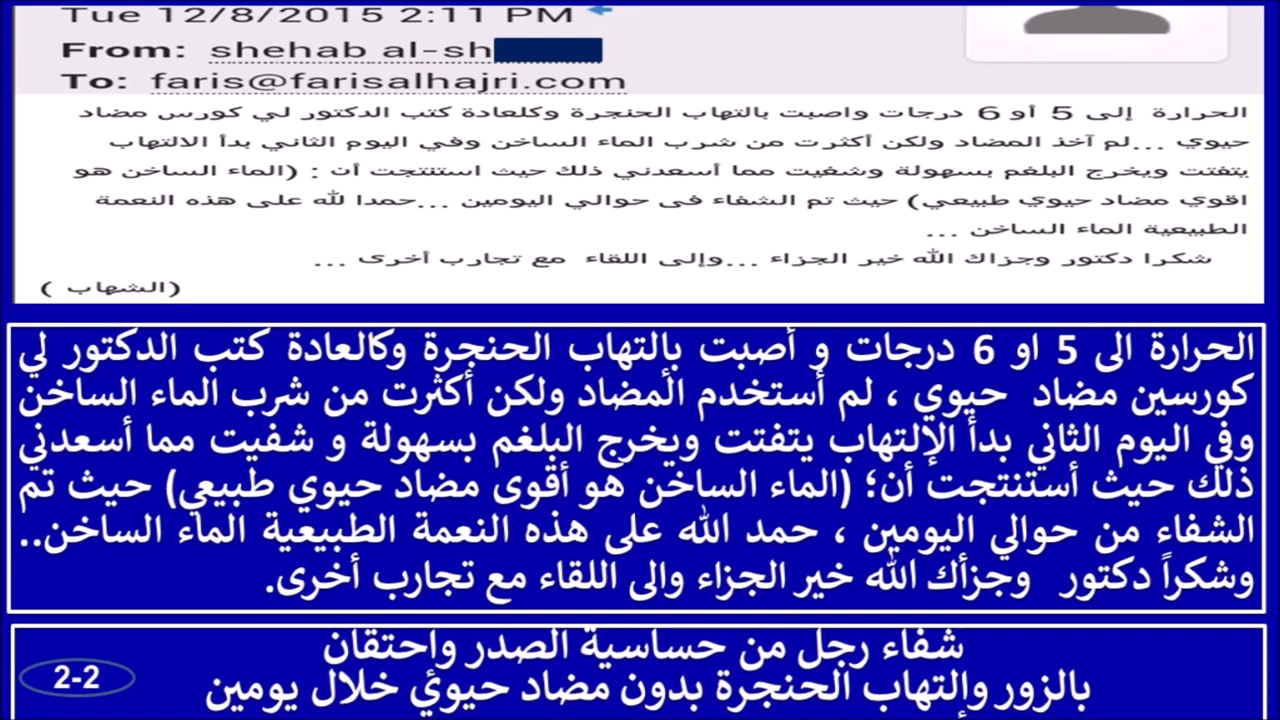 Tue 12/8/2015 2:11 PM
From: shehab al-sh
To: faris@farisalhajri.com
الحرارة إلى 5 أو 6 درجات واصبت بالتهاب الحنجرة وكلعادة كتب الدكتور لي كورس مضاد
حيوي ...لم آخذ المضاد ولكن أكثرت من شرب الماء الساخن وفي اليوم الثاني بدأ الالتهاب
يتفتت ويخرج البلغم بسهولة وشغيت مما أسعدني ذلك حيث استنتجت أن : (الماء الساخن هو
اقوي مضاد حيوي طبيعي) حيث تم الشفاء فى حوالي اليومين ...حمدا لله على هذه النعمة
الطبيعية الماء الساخن ...
شكرا دكتور وجزاك الله خير الجزاء ...وإلى اللقاء مع تجارب أخرى ...
(الشهاب )
الحرارة الى 5 او 6 درجات و أصبت بإلتهاب الحنجرة وكالعادة كتب الدكتور لي
كورسين مضاد حيوي ، لم أستخدم المضاد ولكن أكثرت من شرب الماء الساخن
وفي اليوم الثاني بدأ الإلتهاب يتفتت ويخرج البلغم بسهولة و شفيت مما أسعدني
ذلك حيث أستنتجت أن؛ (الماء الساخن هو أقوى مضاد حيوي طبيعي) حيث تم
الشفاء من حوالي اليومين ، حمد الله على هذه النعمة الطبيعية الماء الساخن..
وشكراً دكتور وجزأك الله خير الجزاء والى اللقاء مع تجارب أخرى.
شفاء رجل من حساسية الصدر واحتقان
بالزور وإلتهاب الحنجرة بدون مضاد حيوي خلال يومين
2-2